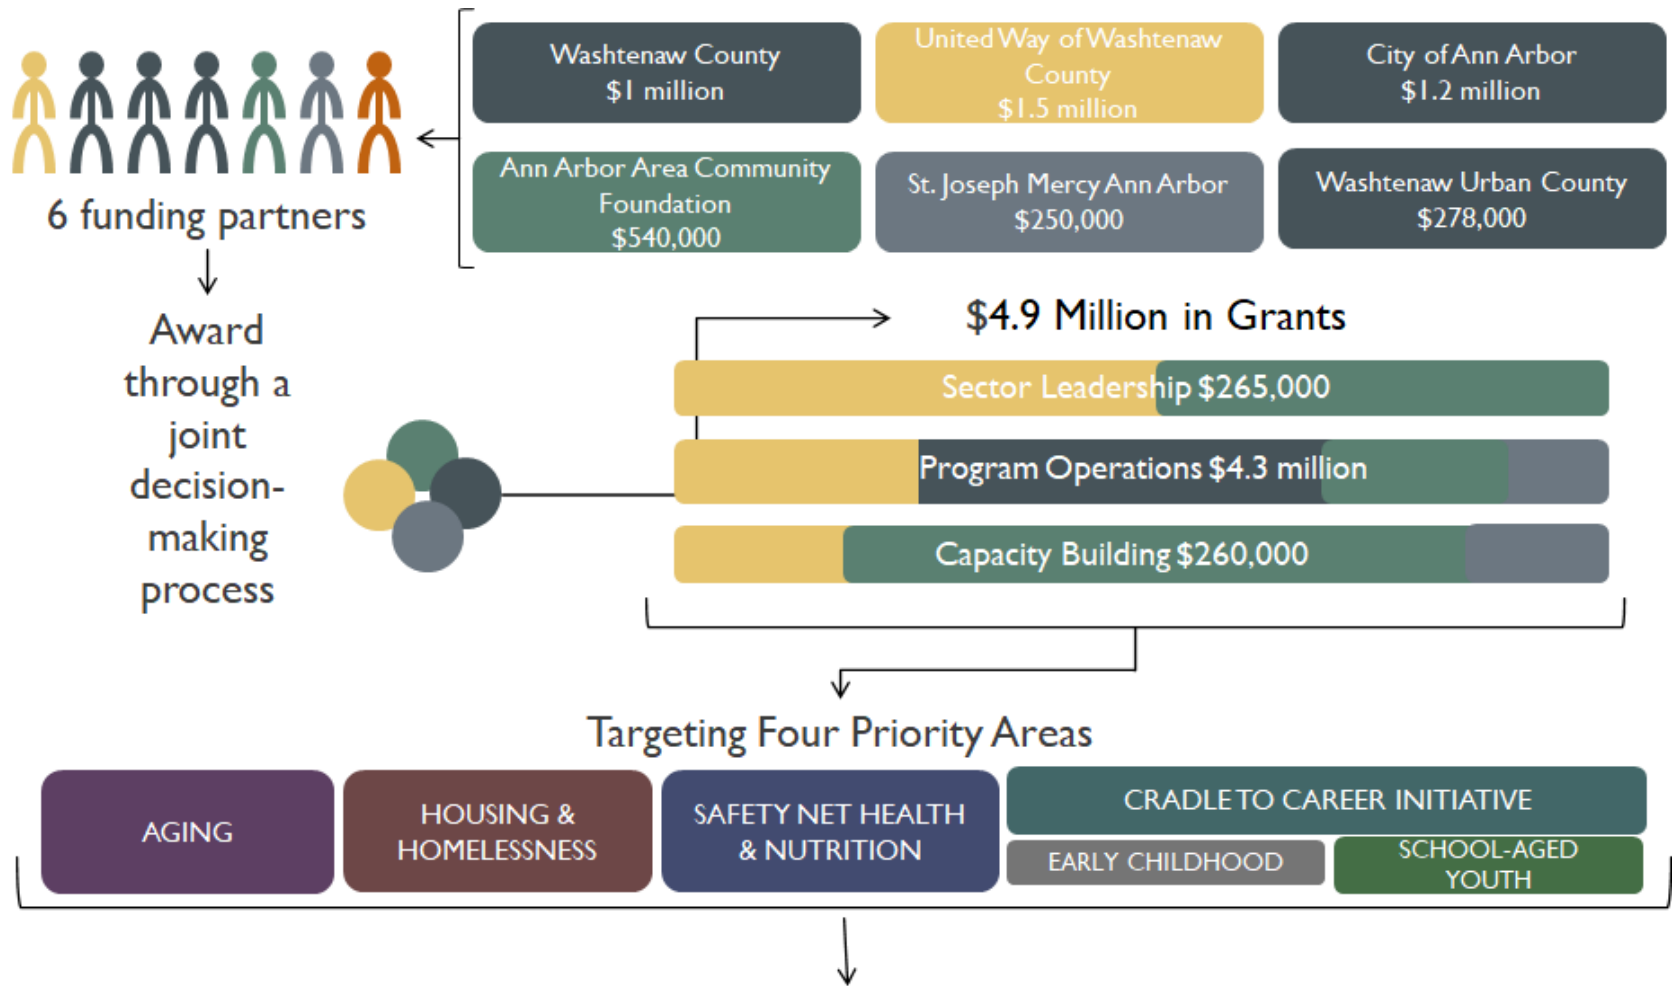 Washtenaw County
$1 million
United Way of Washtenaw
County
$1.5 million
City of Ann Arbor
$1.2 million
Ann Arbor Area Community
Foundation
$540,000
St. Joseph Mercy Ann Arbor
$250,000
Washtenaw Urban County
$278,000
6 funding partners
Award
through a
joint
decision-
making
process
$4.9 Million in Grants
Sector Leadership $265,000
Program Operations $4.3 million
Capacity Building $260,000
Targeting Four Priority Areas
AGING
HOUSING &
HOMELESSNESS
SAFETY NET HEALTH
& NUTRITION
CRADLE TO CAREER INITIATIVE
EARLY CHILDHOOD
SCHOOL-AGED
YOUTH